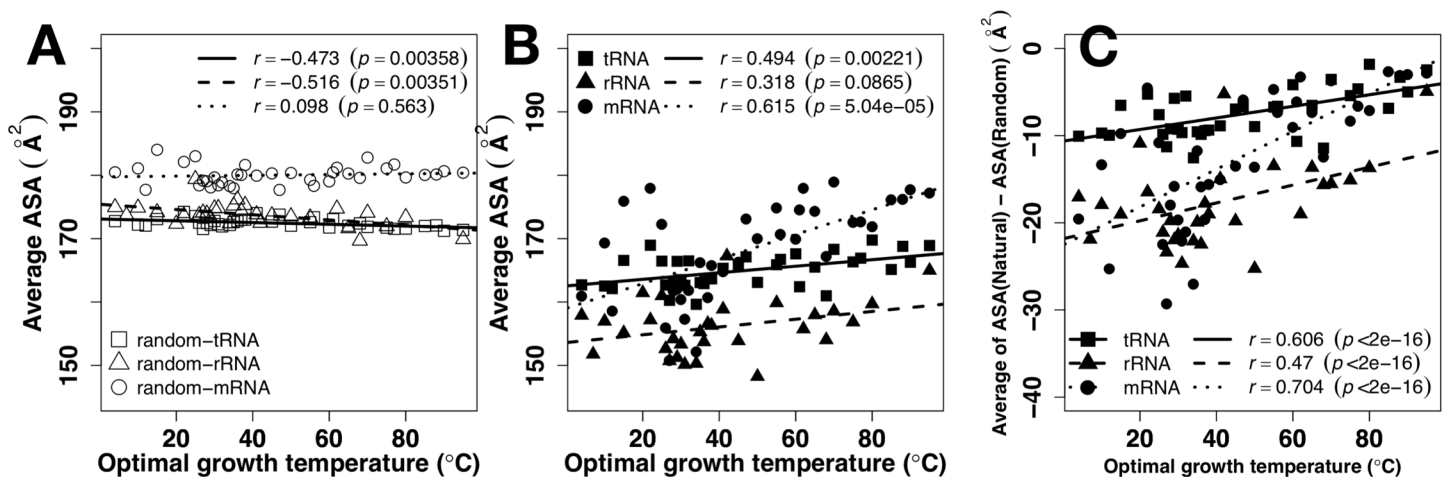 A
r = −0.473 (p = 0.00358)
r = −0.516 (p = 0.00351)
r = 0.098 (p = 0.563)
Average ASA ( Å²)
190
170
150
random−tRNA
random−rRNA
random−mRNA
20 40 60 80
Optimal growth temperature (°C)
B
tRNA r = 0.494 (p = 0.00221)
rRNA r = 0.318 (p = 0.0865)
mRNA r = 0.615 (p = 5.04e−05)
Average ASA ( Å²)
190
170
150
20 40 60 80
Optimal growth temperature (°C)
C
Average of ASA(Natural) − ASA(Random) ( Å²)
0
−10
−20
−30
−40
tRNA r = 0.606 (p <2e−16)
rRNA r = 0.47 (p <2e−16)
mRNA r = 0.704 (p <2e−16)
20 40 60 80
Optimal growth temperature (°C)